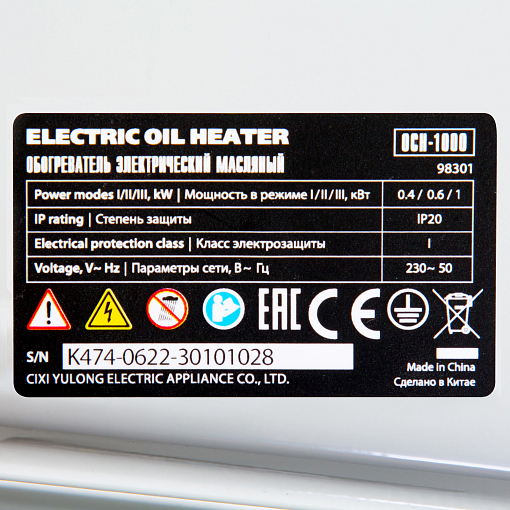 ELECTRIC OIL HEATER
ОБОГРЕВАТЕЛЬ ЭЛЕКТРИЧЕСКИЙ МАСЛЯНЫЙ
OCH-1000
98301
Power modes I/II/III, kW | Мощность в режиме I/II/III, кВт 0.4 / 0.6 / 1
IP rating | Степень защиты IP20
Electrical protection class | Класс электрозащиты I
Voltage, V~ Hz | Параметры сети, В~ Гц 230~ 50
EAC CE
S/N K474-0622-30101028
CIXI YULONG ELECTRIC APPLIANCE CO., LTD.
Made in China
Сделано в Китае